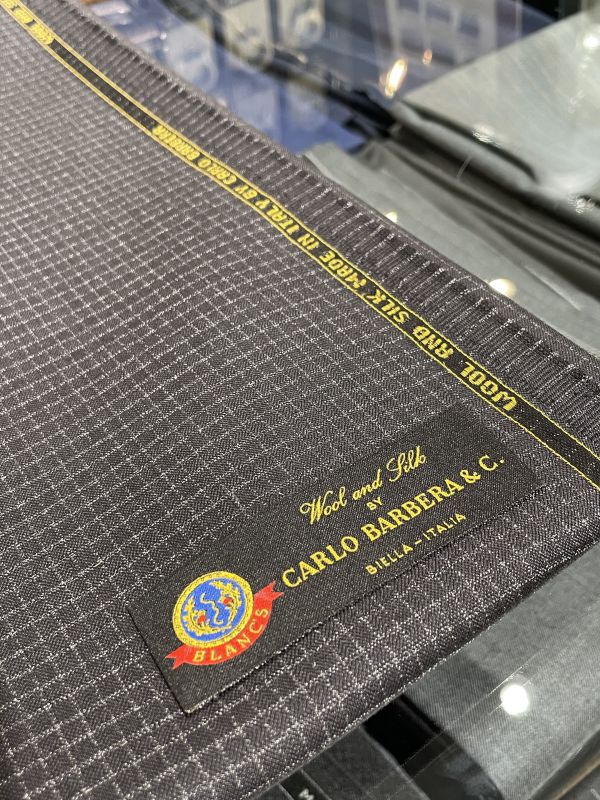 WOOL AND SILK MADE IN ITALY BY CARLO BARBERA
Wool and Silk
BY
CARLO BARBERA & C.
BIELLA - ITALIA
BLANCS